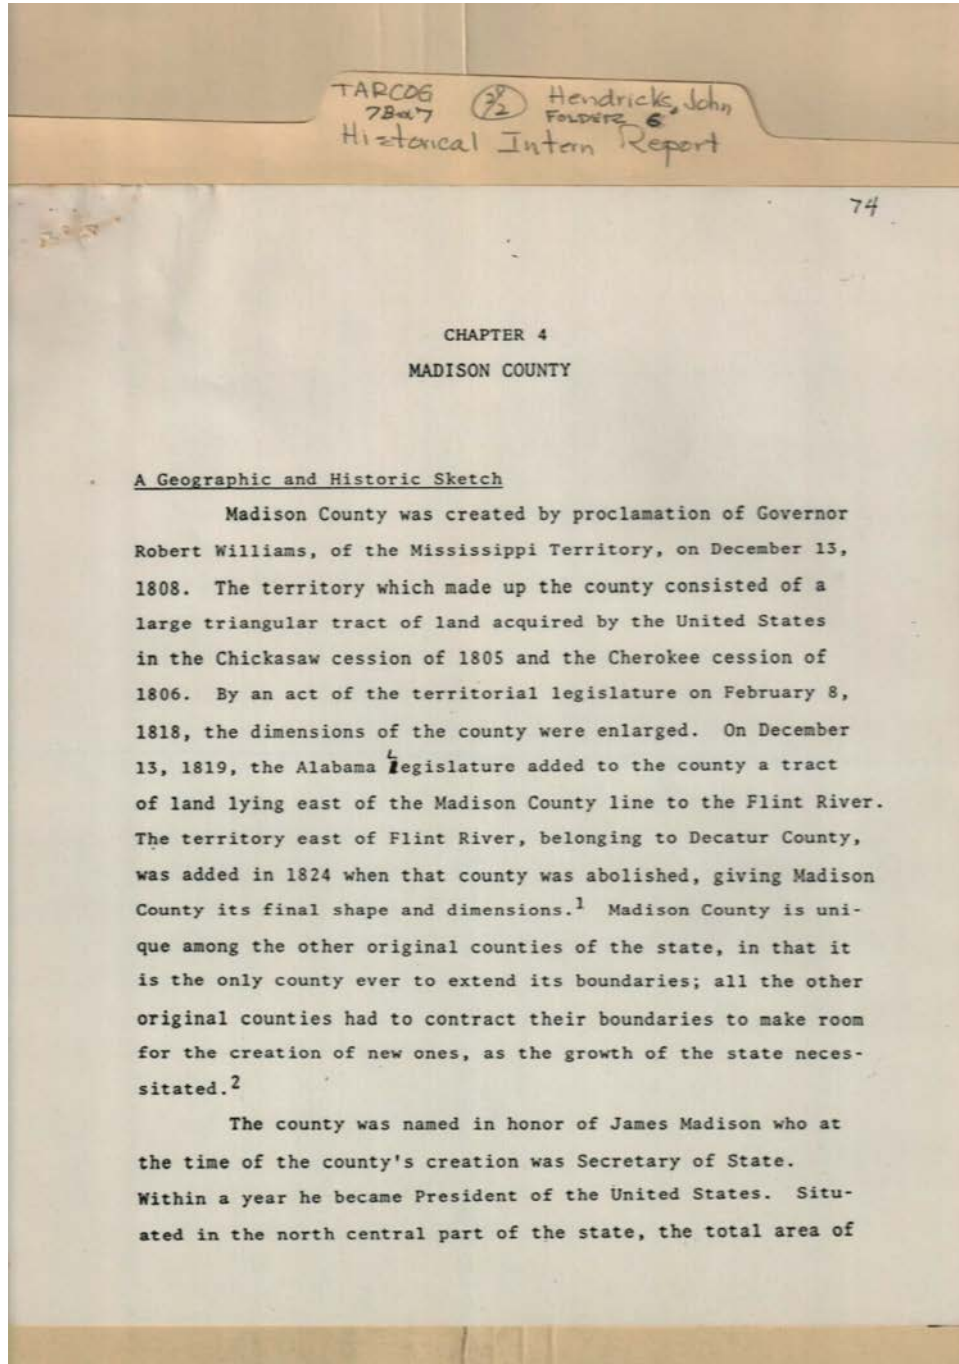 TARCOG Hendricks, John
FOLDER 6
Historical Intern Report
74
CHAPTER 4
MADISON COUNTY
A Geographic and Historic Sketch
Madison County was created by proclamation of Governor
Robert Williams, of the Mississippi Territory, on December 13,
1808. The territory which made up the county consisted of a
large triangular tract of land acquired by the United States
in the Chickasaw cession of 1805 and the Cherokee cession of
1806. By an act of the territorial legislature on February 8,
1818, the dimensions of the county were enlarged. On December
13, 1819, the Alabama Legislature added to the county a tract
of land lying east of the Madison County line to the Flint River.
The territory east of Flint River, belonging to Decatur County,
was added in 1824 when that county was abolished, giving Madison
County its final shape and dimensions.1 Madison County is uni-
que among the other original counties of the state, in that it
is the only county ever to extend its boundaries; all the other
original counties had to contract their boundaries to make room
for the creation of new ones, as the growth of the state neces-
sitated.2
The county was named in honor of James Madison who at
the time of the county's creation was Secretary of State.
Within a year he became President of the United States. Situ-
ated in the north central part of the state, the total area of